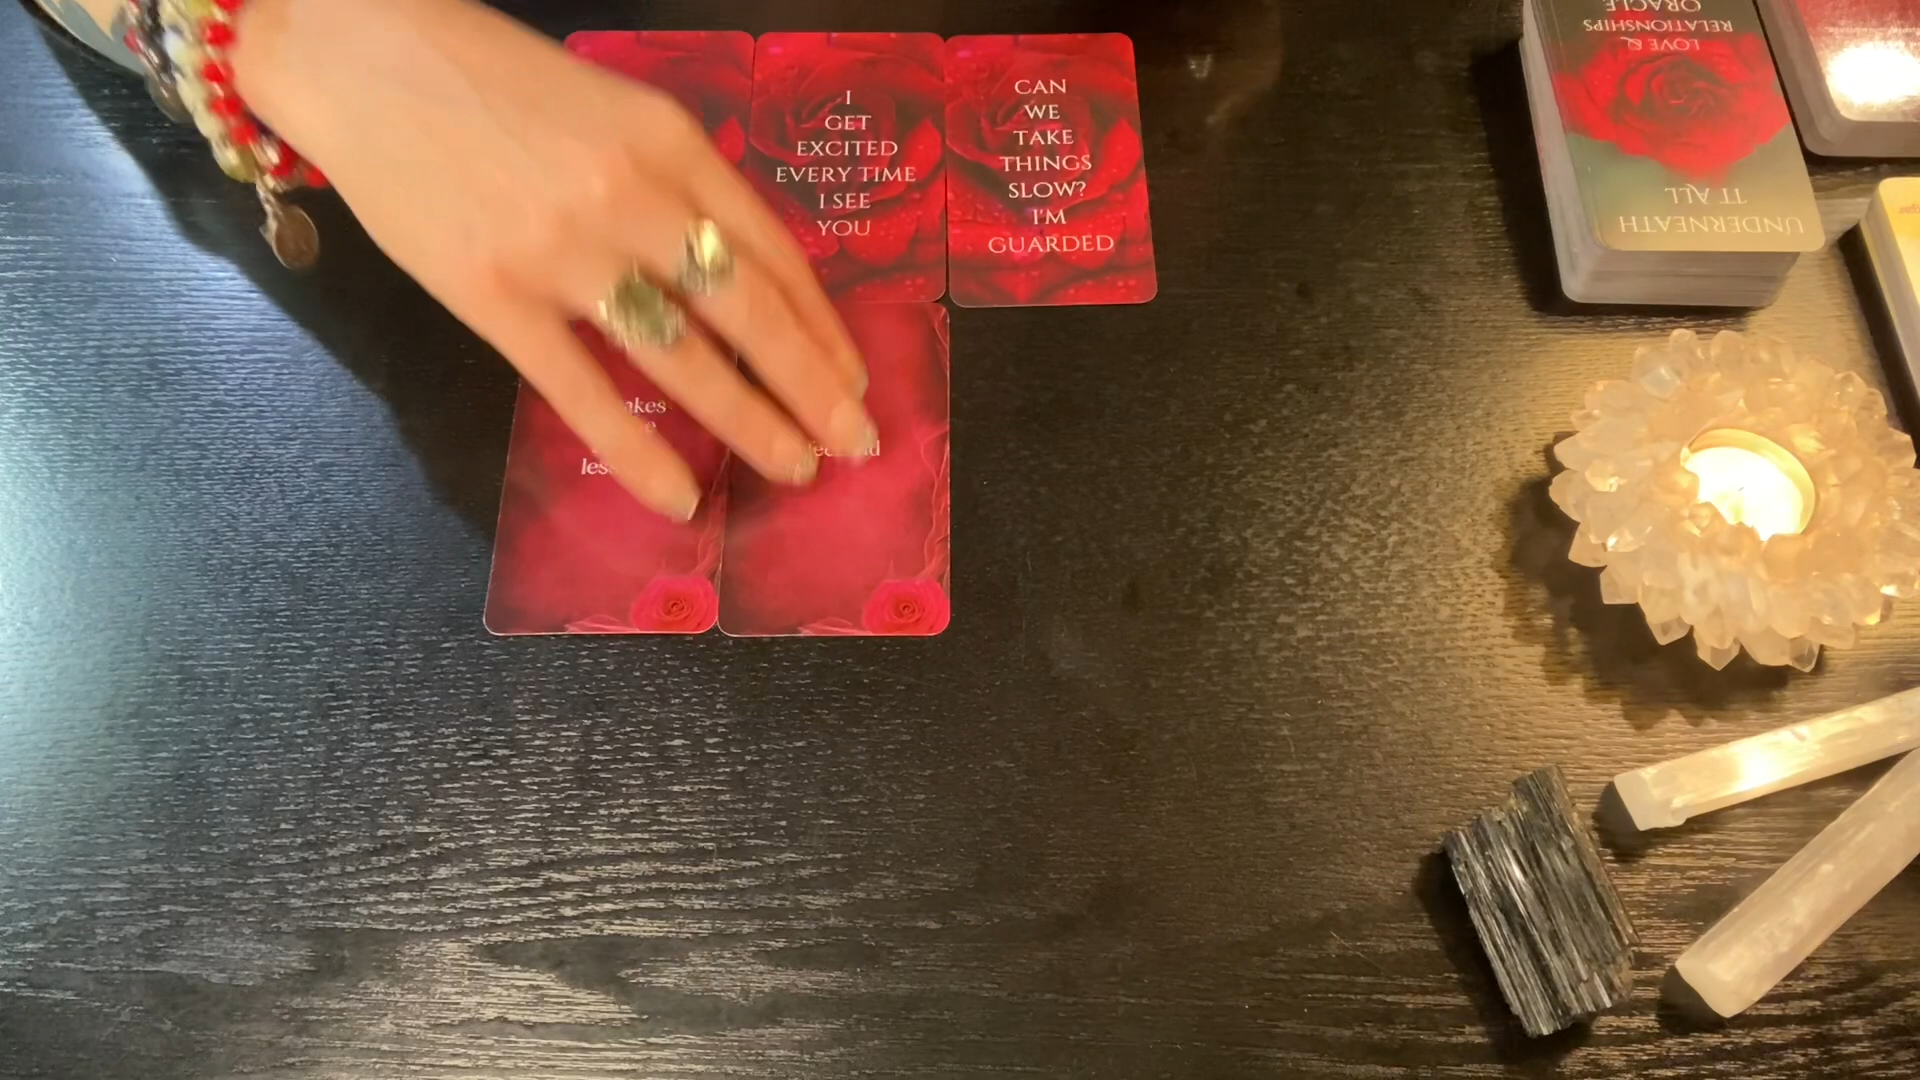 I
GET
EXCITED
EVERY TIME
I SEE
YOU
CAN
WE
TAKE
THINGS
SLOW?
I'M
GUARDED
UNDERNEATH
IT ALL
LOVE &
RELATIONSHIPS
ORACLE